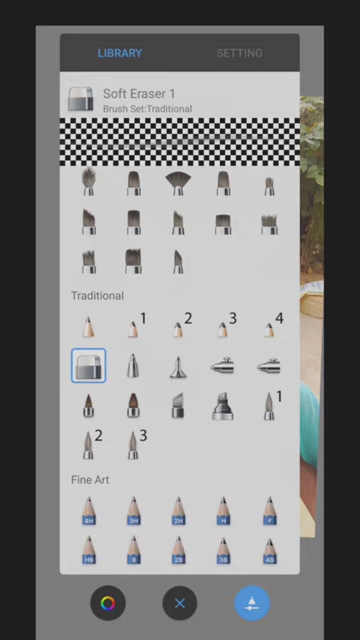 LIBRARY SETTING
Soft Eraser 1
Brush Set:Traditional
Traditional
1 2 3 4
1
2 3
Fine Art
4H 3H 2H H F
HB B 2B 3B 4B